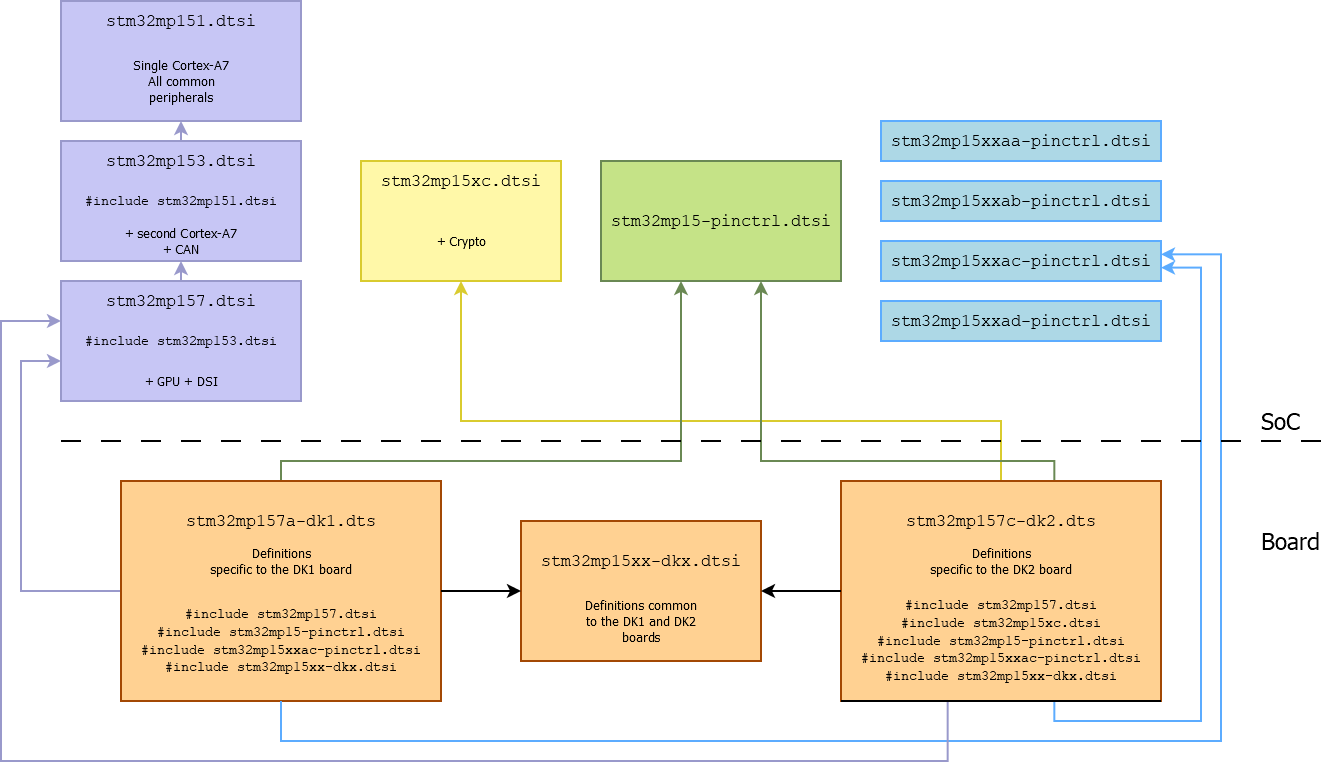 stm32mp151.dtsi
Single Cortex-A7
All common
peripherals
stm32mp153.dtsi
#include stm32mp151.dtsi
+ second Cortex-A7
+ CAN
stm32mp157.dtsi
#include stm32mp153.dtsi
+ GPU + DSI
stm32mp15xc.dtsi
+ Crypto
stm32mp15-pinctrl.dtsi
stm32mp15xxaa-pinctrl.dtsi
stm32mp15xxab-pinctrl.dtsi
stm32mp15xxac-pinctrl.dtsi
stm32mp15xxad-pinctrl.dtsi
SoC
Board
stm32mp157a-dk1.dts
Definitions
specific to the DK1 board
#include stm32mp157.dtsi
#include stm32mp15-pinctrl.dtsi
#include stm32mp15xxac-pinctrl.dtsi
#include stm32mp15xx-dkx.dtsi
stm32mp15xx-dkx.dtsi
Definitions common
to the DK1 and DK2
boards
stm32mp157c-dk2.dts
Definitions
specific to the DK2 board
#include stm32mp157.dtsi
#include stm32mp15xc.dtsi
#include stm32mp15-pinctrl.dtsi
#include stm32mp15xxac-pinctrl.dtsi
#include stm32mp15xx-dkx.dtsi